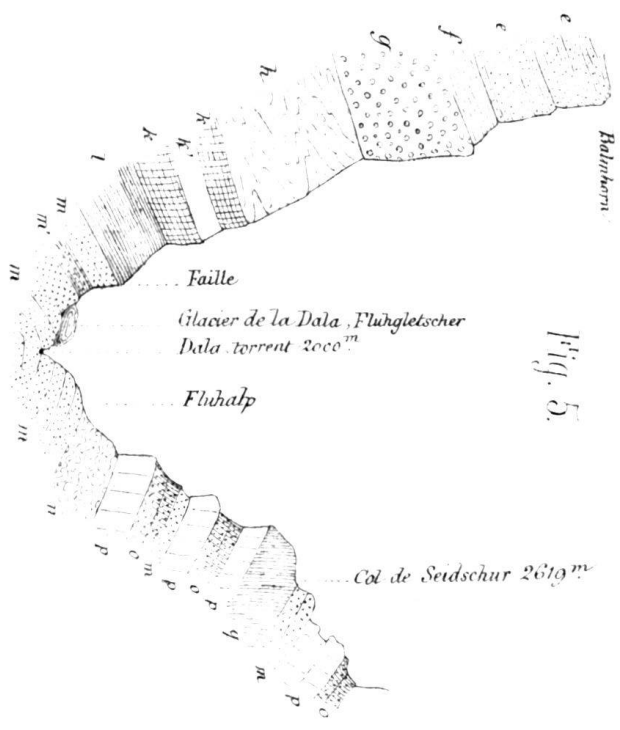 e
e
f
g
h
k
k'
k
l
m
m'
m
Balmhorn
Faille
Glacier de la Dala, Fluhgletscher
Dala torrent 2000m
Fluhalp
Fig. 5.
m
n
p
o
m
p
o
p
g
m
p
o
Col de Seidschur 2619m